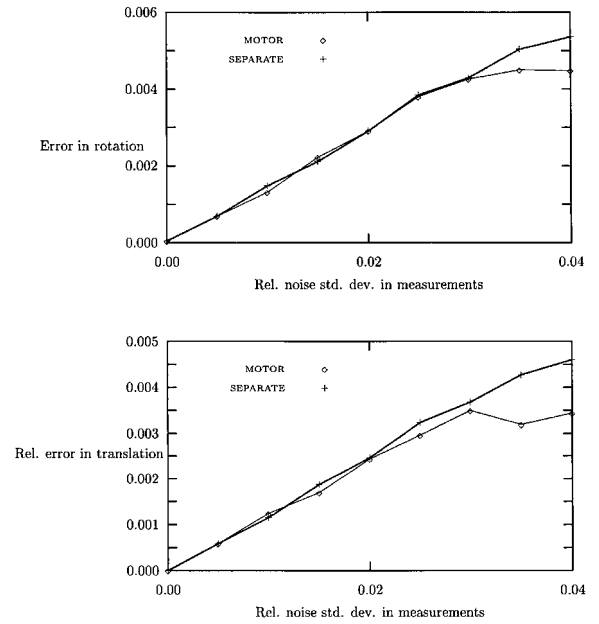 0.006
MOTOR
SEPARATE
0.004
Error in rotation
0.002
0.000
0.00 0.02 0.04
Rel. noise std. dev. in measurements
0.005
MOTOR
0.004
SEPARATE
0.003
Rel. error in translation
0.002
0.001
0.000
0.00 0.02 0.04
Rel. noise std. dev. in measurements